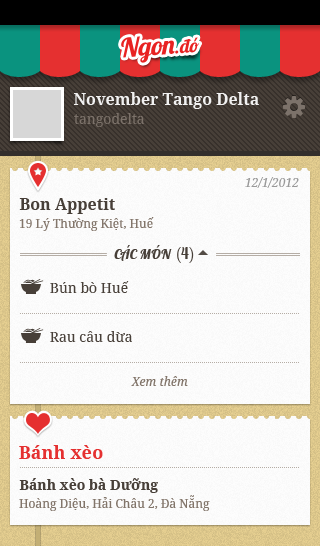 Ngon.đó
November Tango Delta
tangodelta
12/1/2012
Bon Appetit
19 Lý Thường Kiệt, Huế
CÁC MÓN (4)
Bún bò Huế
Rau câu dừa
Xem thêm
Bánh xèo
Bánh xèo bà Dưỡng
Hoàng Diệu, Hải Châu 2, Đà Nẵng